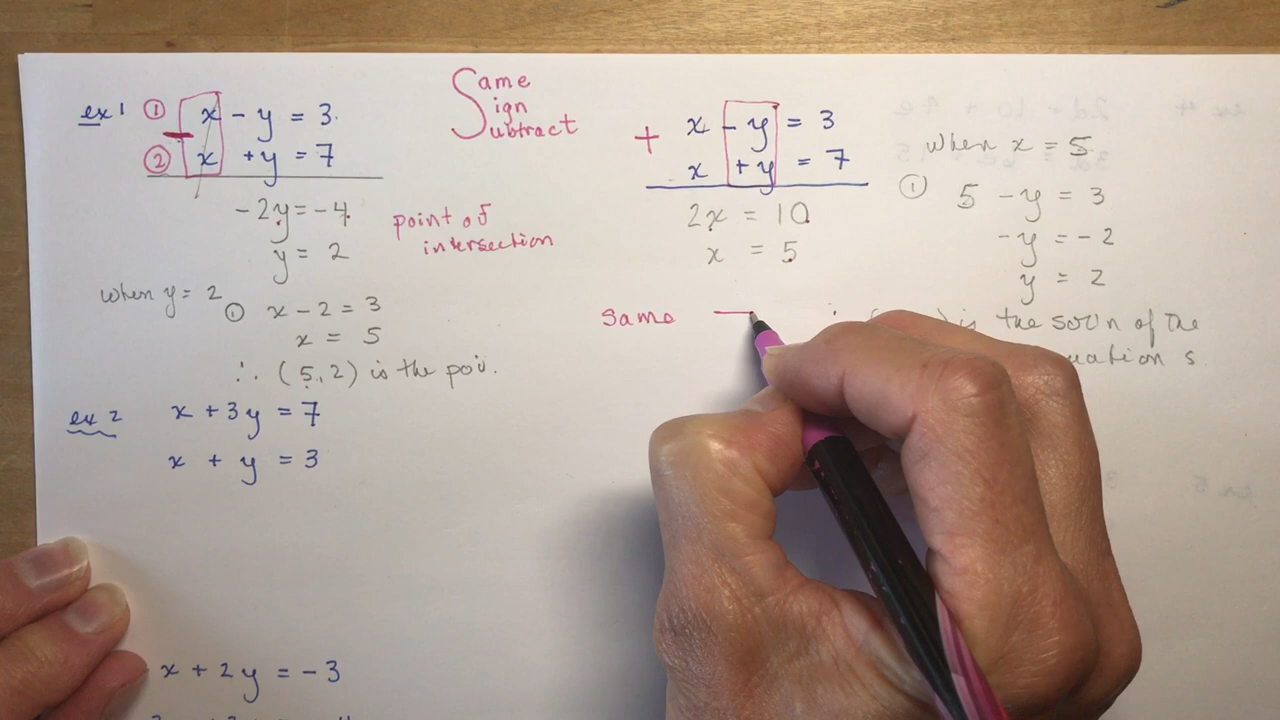 ex 1 ① x - y = 3
② x + y = 7
-2y = -4
y = 2
when y = 2
① x - 2 = 3
x = 5
∴ (5, 2) is the poi.
Same
Sign
Subtract
point of
intersection
+ x - y = 3
x + y = 7
2x = 10
x = 5
when x = 5
① 5 - y = 3
-y = -2
y = 2
is the sol'n of the
uation s.
Same —
ex 2 x + 3y = 7
x + y = 3
x + 2y = -3